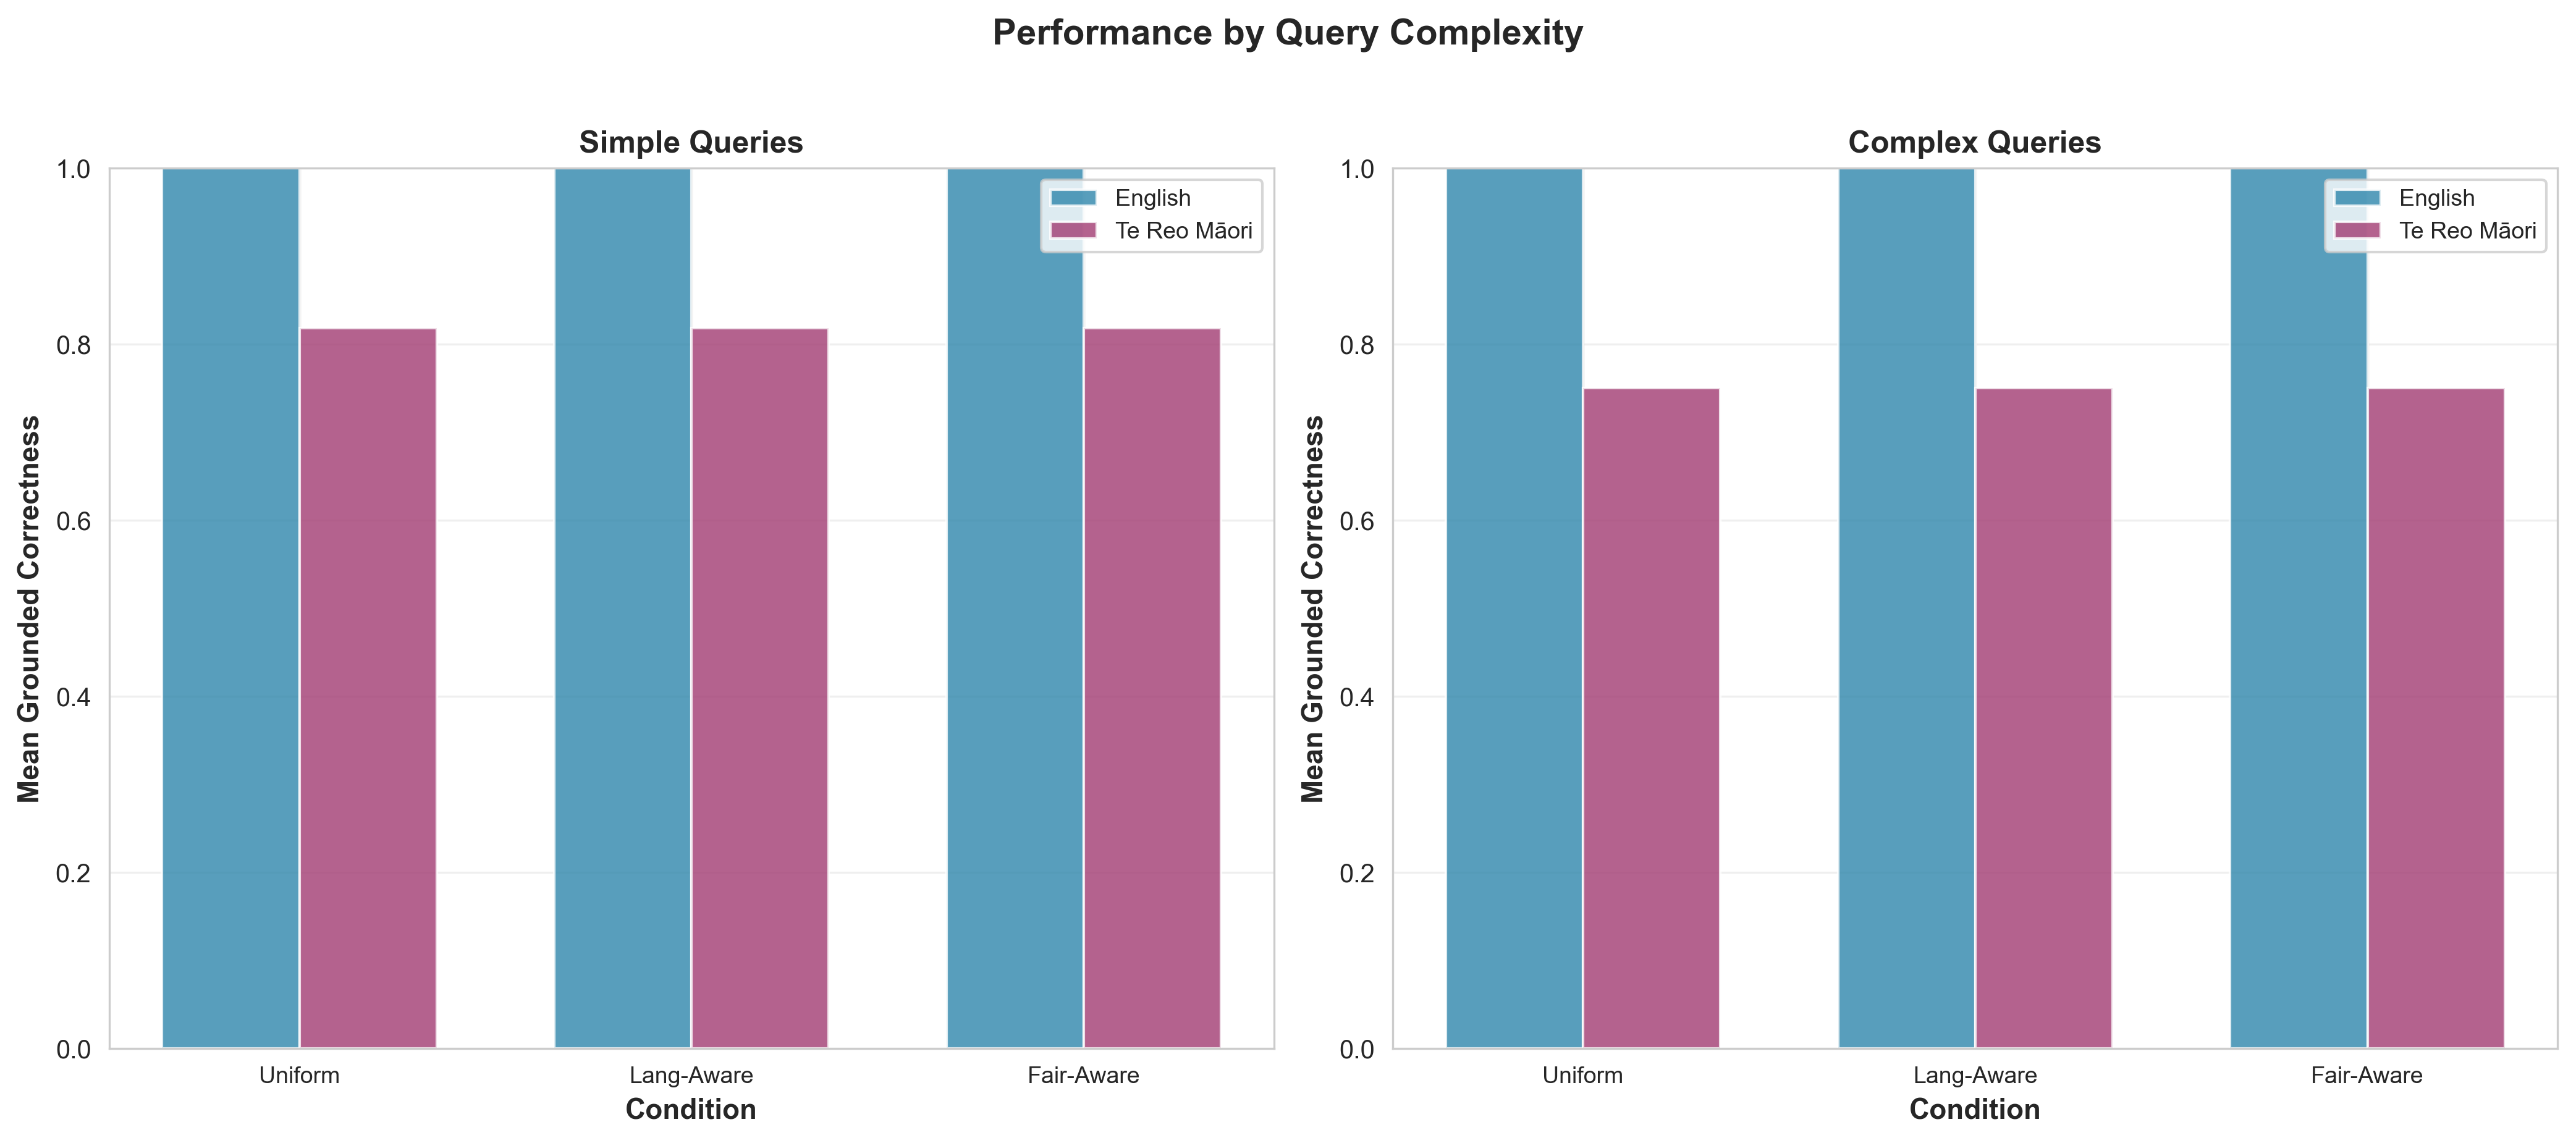 Performance by Query Complexity
Simple Queries
Mean Grounded Correctness
1.0
0.8
0.6
0.4
0.2
0.0
English
Te Reo Māori
Uniform
Lang-Aware
Fair-Aware
Condition
Complex Queries
Mean Grounded Correctness
1.0
0.8
0.6
0.4
0.2
0.0
English
Te Reo Māori
Uniform
Lang-Aware
Fair-Aware
Condition